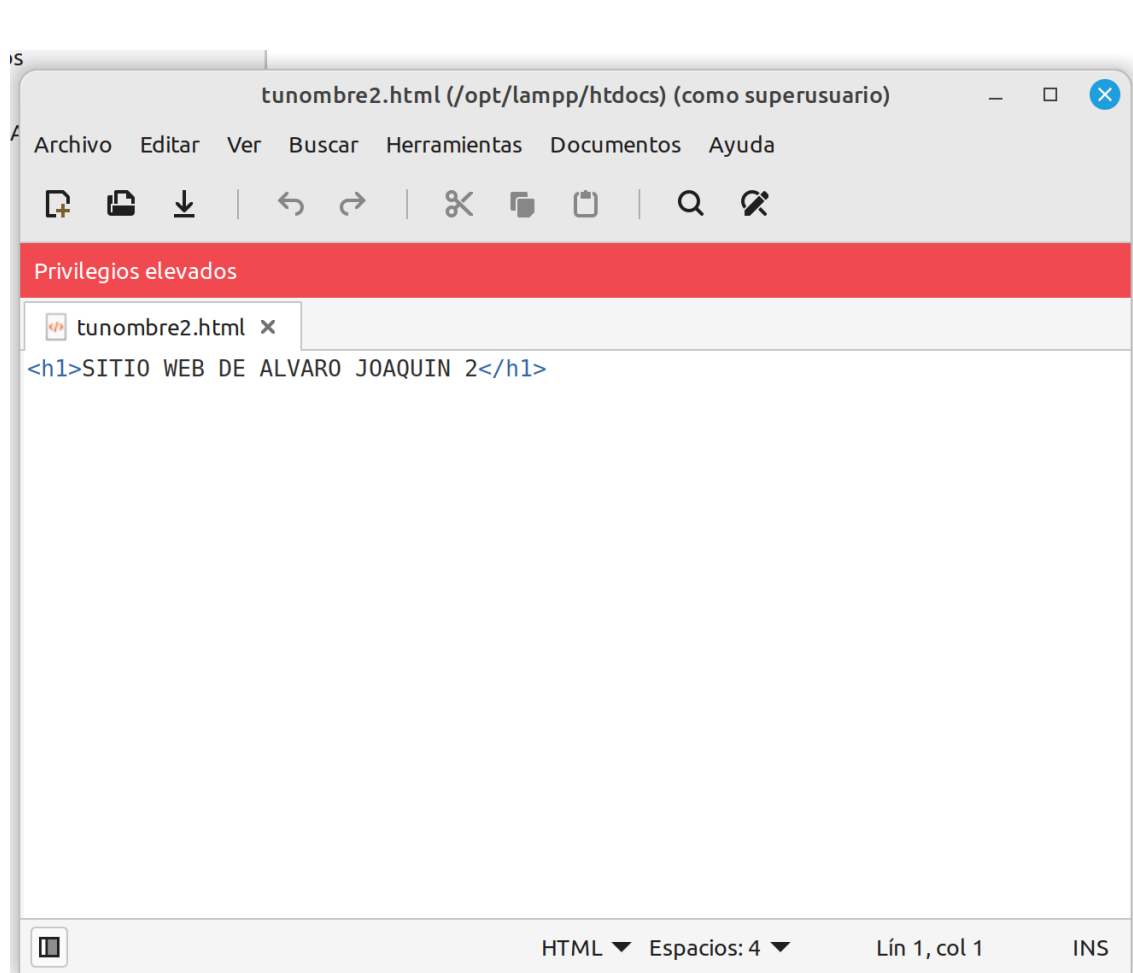 os
tunombre2.html (/opt/lampp/htdocs) (como superusuario)
Archivo Editar Ver Buscar Herramientas Documentos Ayuda
Privilegios elevados
tunombre2.html
<h1>SITIO WEB DE ALVARO JOAQUIN 2</h1>
HTML Espacios: 4 Lín 1, col 1 INS